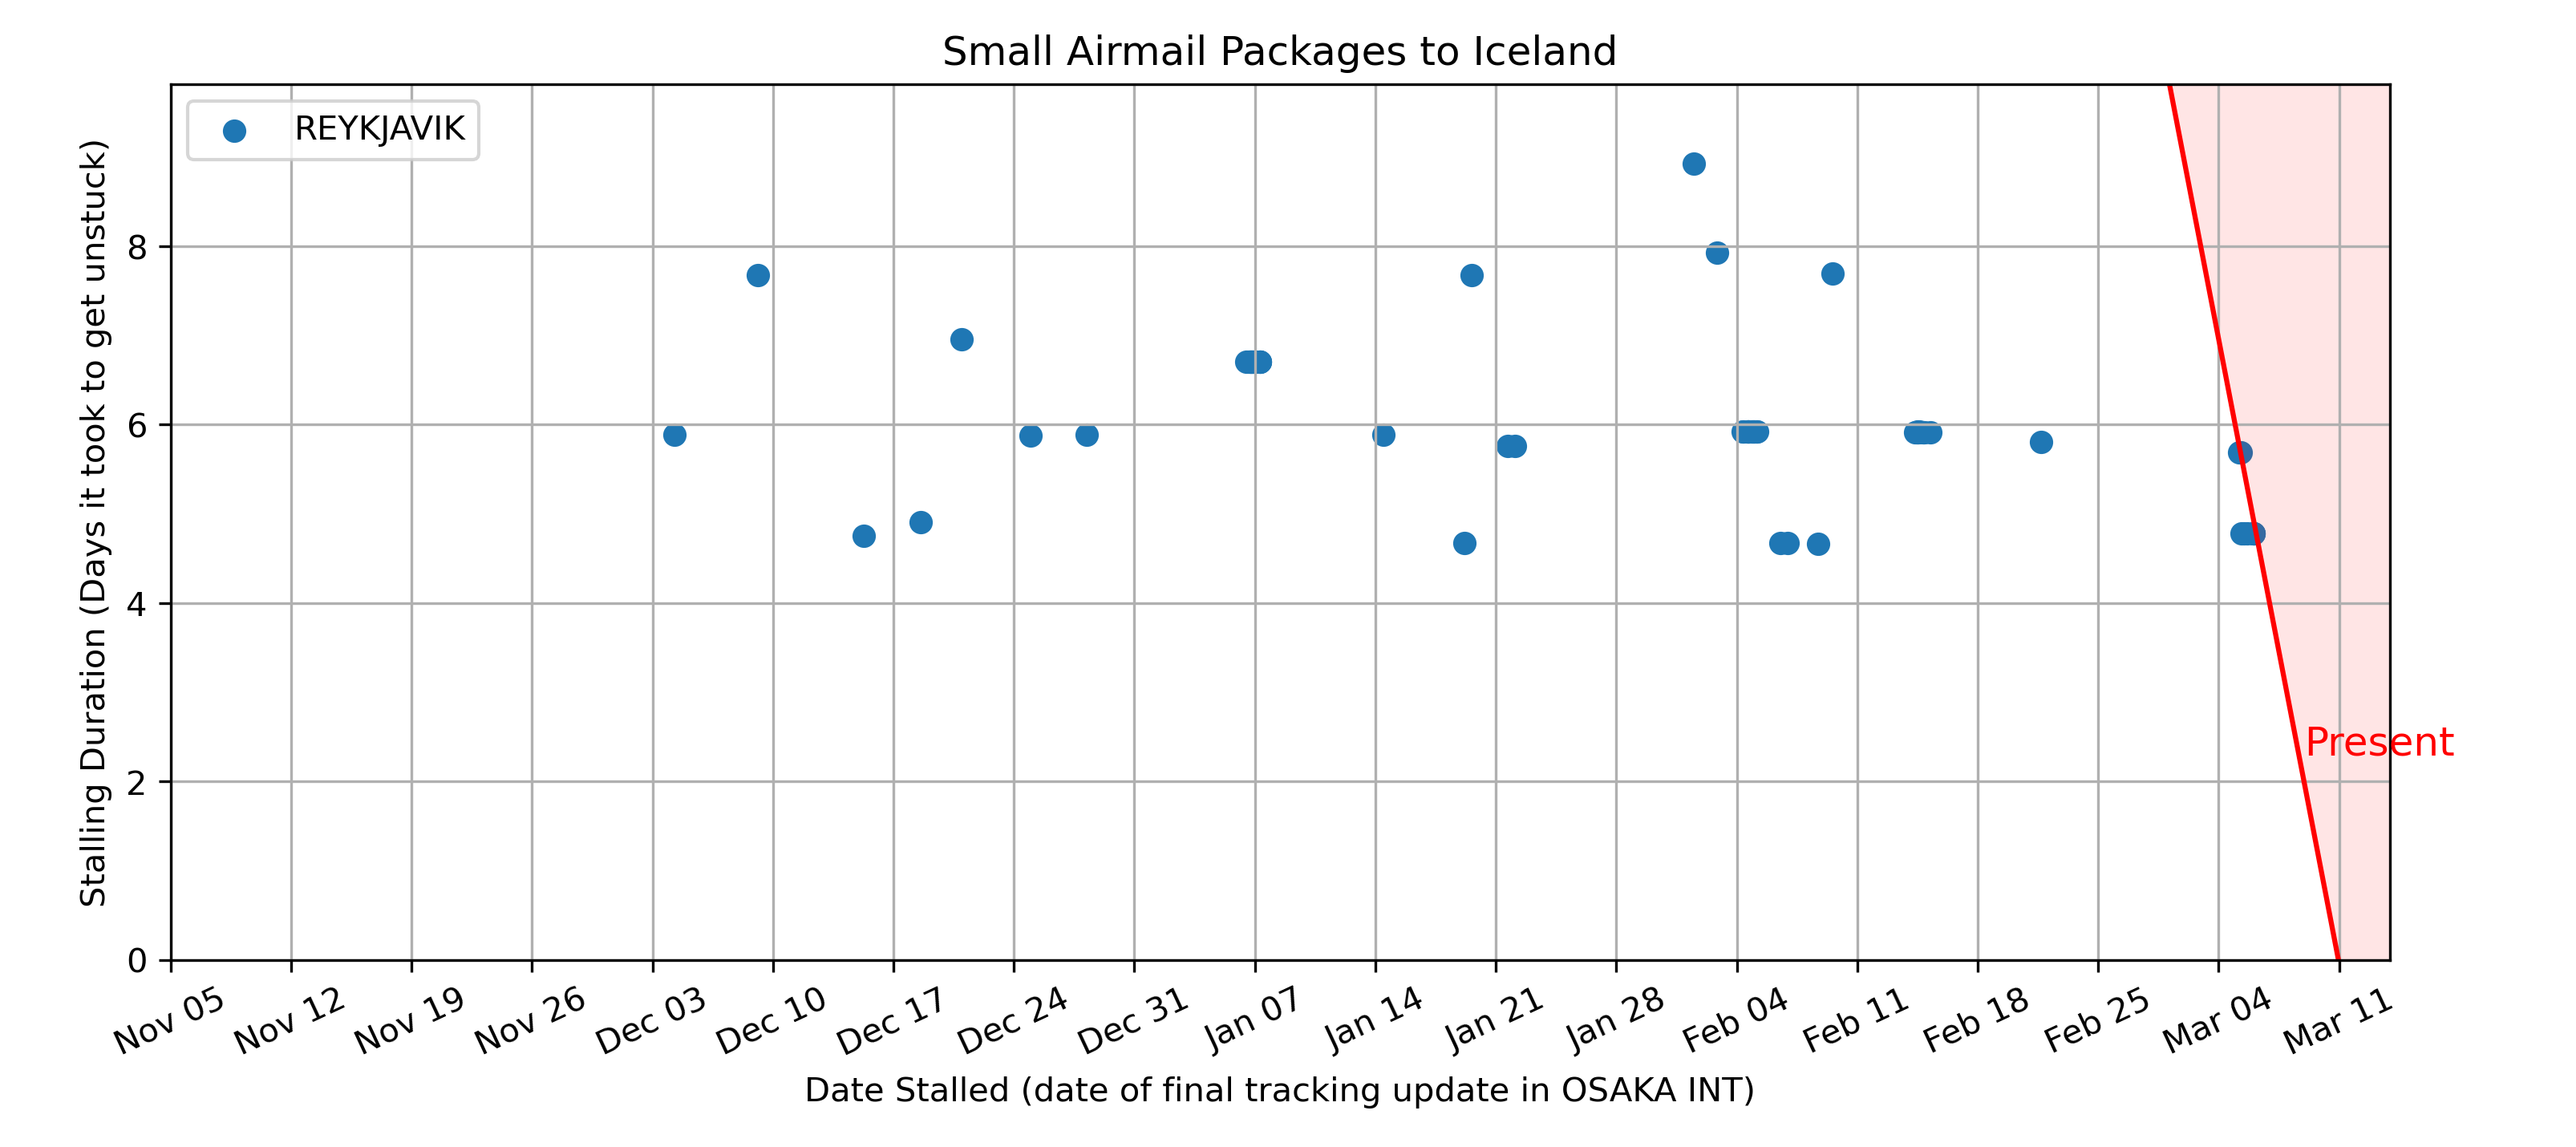 Small Airmail Packages to Iceland
REYKJAVIK
Stalling Duration (Days it took to get unstuck)
8
6
4
2
0
Present
Nov 05
Nov 12
Nov 19
Nov 26
Dec 03
Dec 10
Dec 17
Dec 24
Dec 31
Jan 07
Jan 14
Jan 21
Jan 28
Feb 04
Feb 11
Feb 18
Feb 25
Mar 04
Mar 11
Date Stalled (date of final tracking update in OSAKA INT)